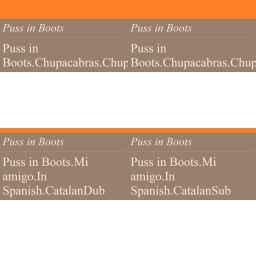 Puss in Boots
Puss in Boots
Puss in
Boots.Chupacabras.Chup
Puss in
Boots.Chupacabras.Chup
Puss in Boots
Puss in Boots
Puss in Boots.Mi
amigo.In
Spanish.CatalanDub
Puss in Boots.Mi
amigo.In
Spanish.CatalanSub